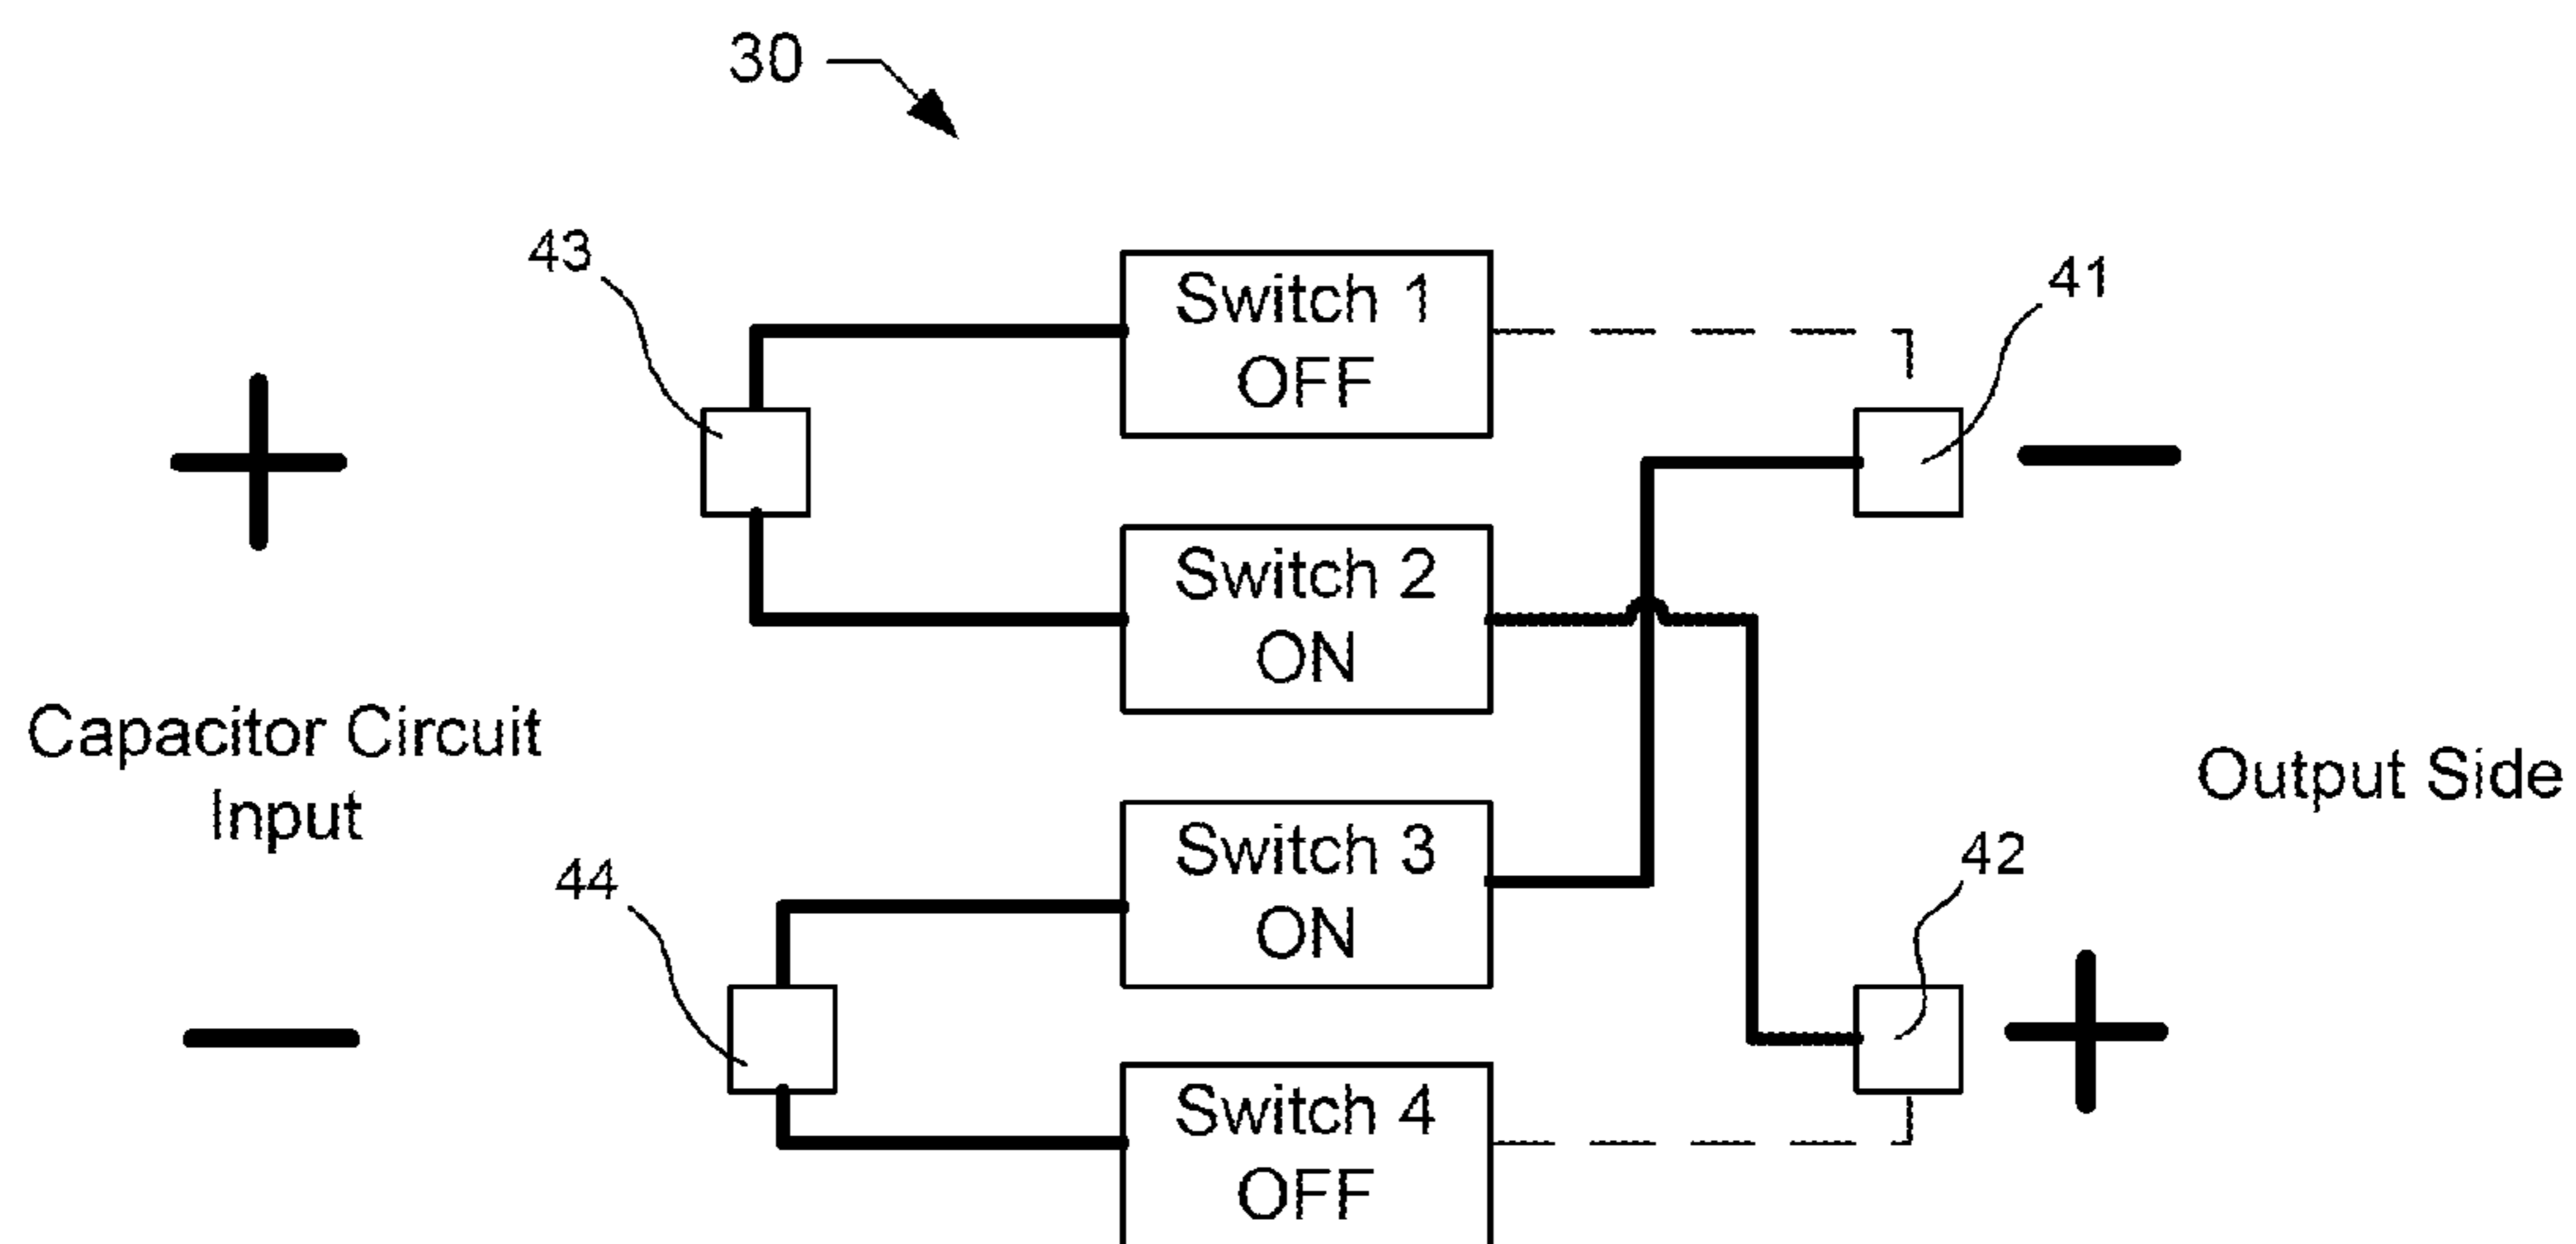 30
43
Switch 1
OFF
41
+
−
Switch 2
ON
Capacitor Circuit
Input
Output Side
Switch 3
ON
44
42
−
+
Switch 4
OFF